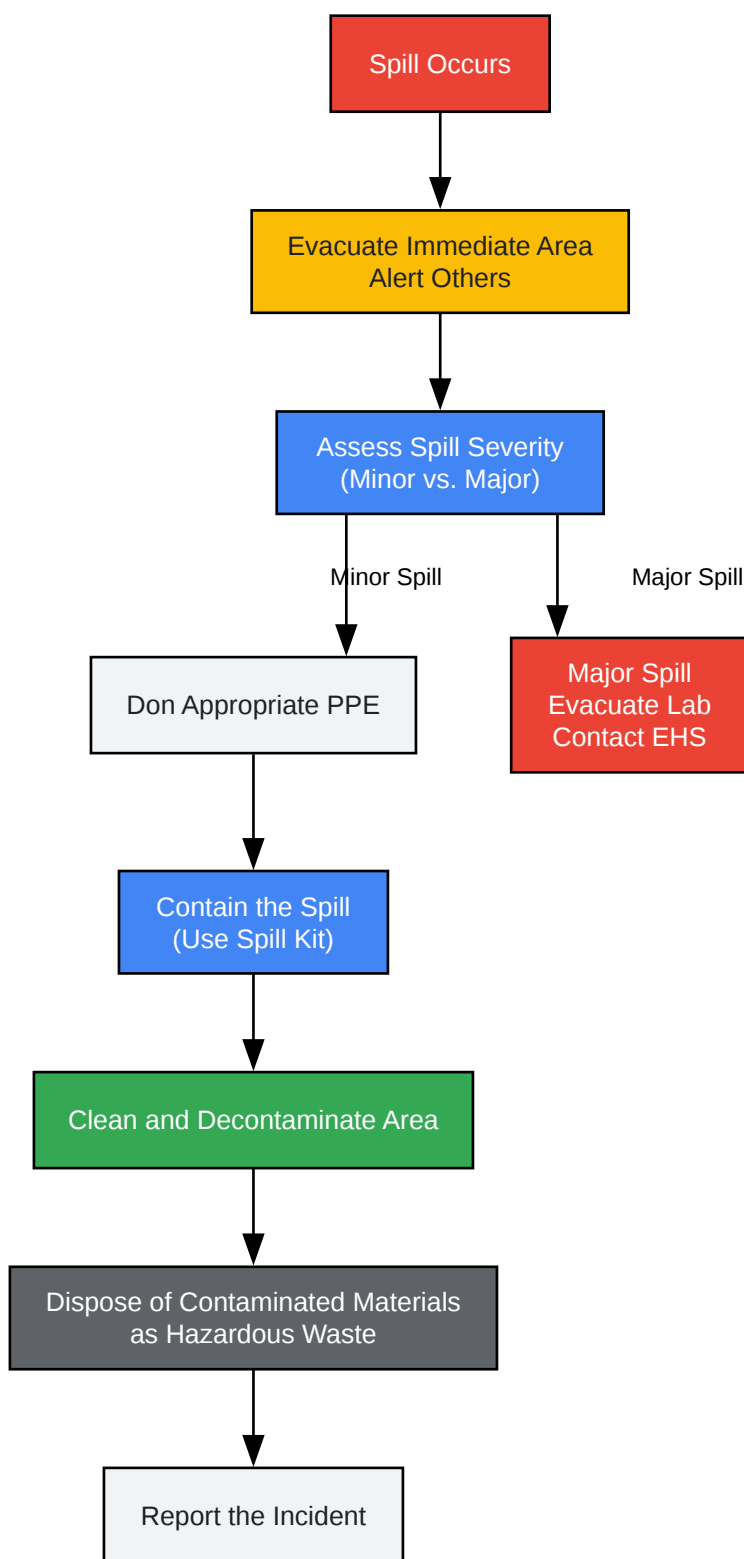 Spill Occurs
Evacuate Immediate Area
Alert Others
Assess Spill Severity
(Minor vs. Major)
Minor Spill
Major Spill
Don Appropriate PPE
Major Spill
Evacuate Lab
Contact EHS
Contain the Spill
(Use Spill Kit)
Clean and Decontaminate Area
Dispose of Contaminated Materials
as Hazardous Waste
Report the Incident